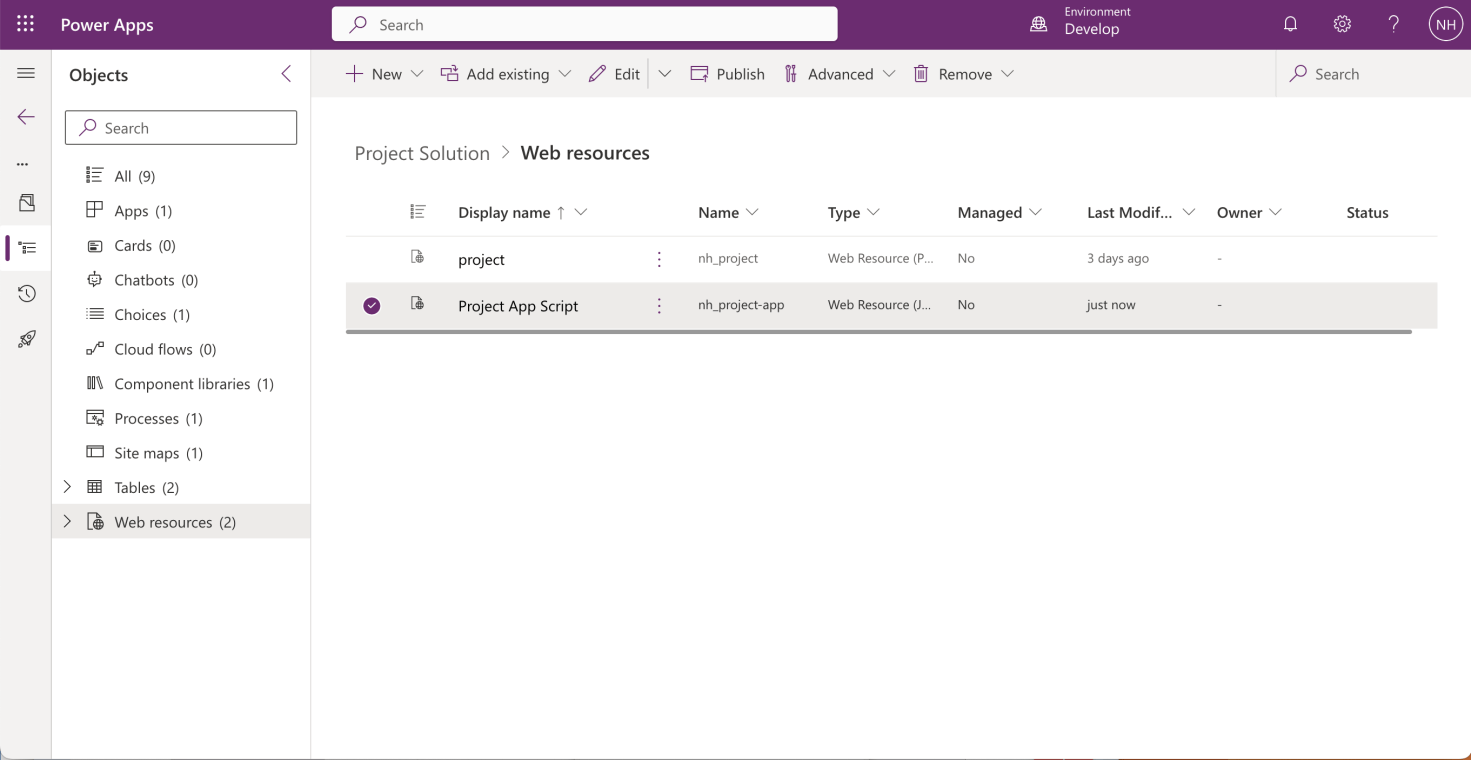 Power Apps
Search
Environment
Develop
NH
Objects
Search
All (9)
Apps (1)
Cards (0)
Chatbots (0)
Choices (1)
Cloud flows (0)
Component libraries (1)
Processes (1)
Site maps (1)
Tables (2)
Web resources (2)
New Add existing Edit Publish Advanced Remove Search
Project Solution > Web resources
Display name ↑ Name Type Managed Last Modif... Owner Status
project nh_project Web Resource (P... No 3 days ago -
Project App Script nh_project-app Web Resource (J... No just now -